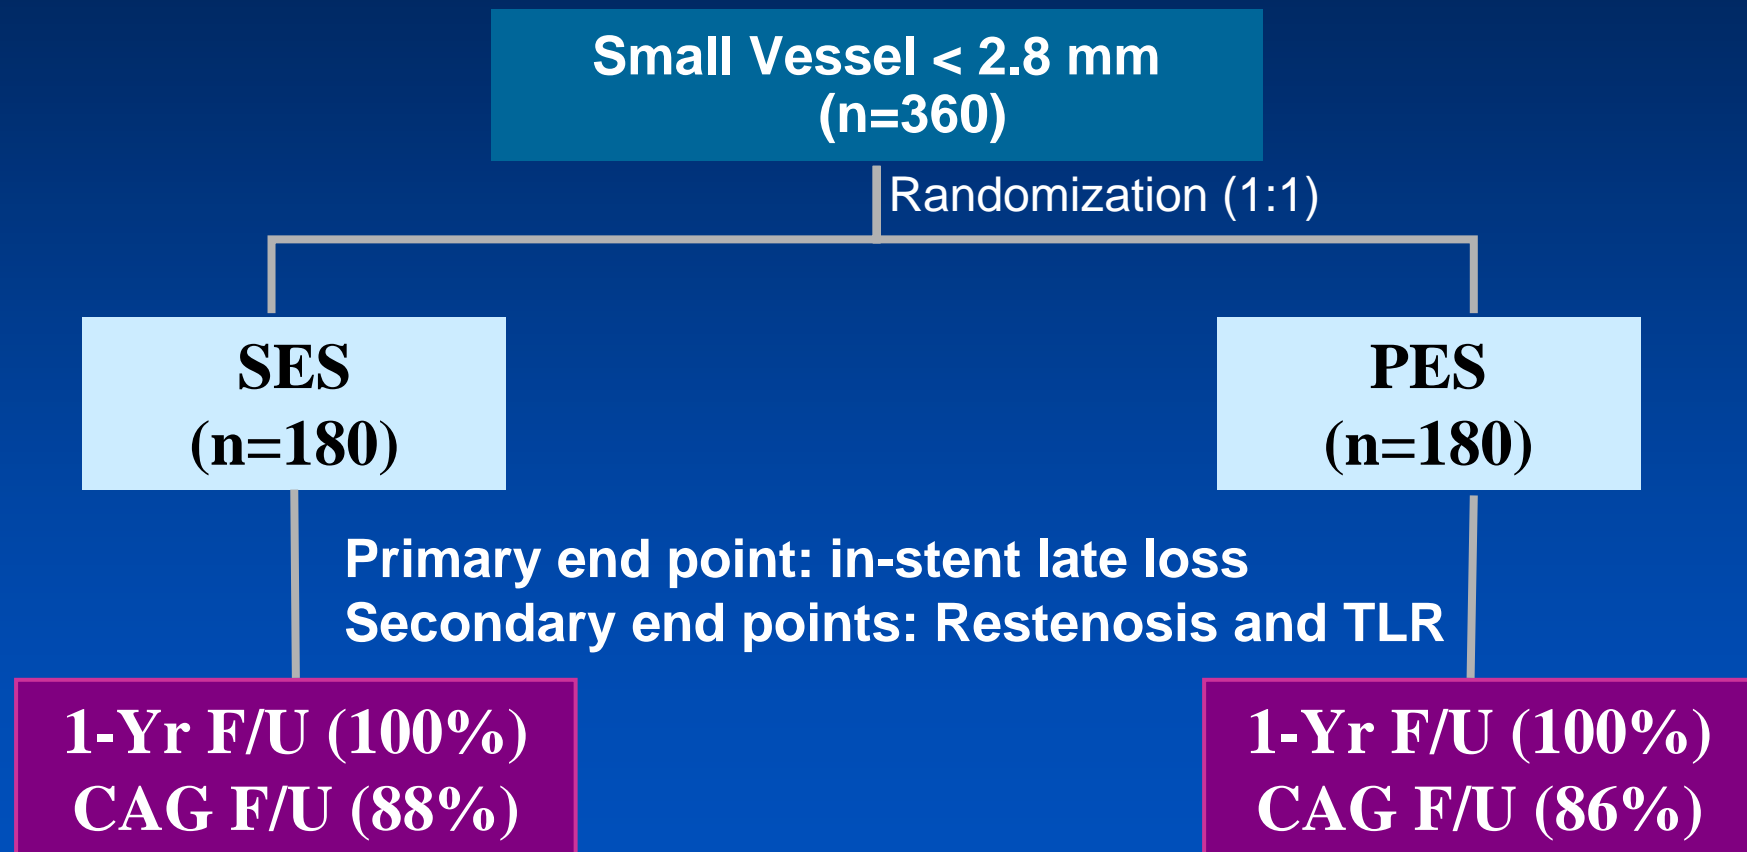 Small Vessel < 2.8 mm
(n=360)
Randomization (1:1)
SES
(n=180)
PES
(n=180)
Primary end point: in-stent late loss
Secondary end points: Restenosis and TLR
1-Yr F/U (100%)
CAG F/U (88%)
1-Yr F/U (100%)
CAG F/U (86%)